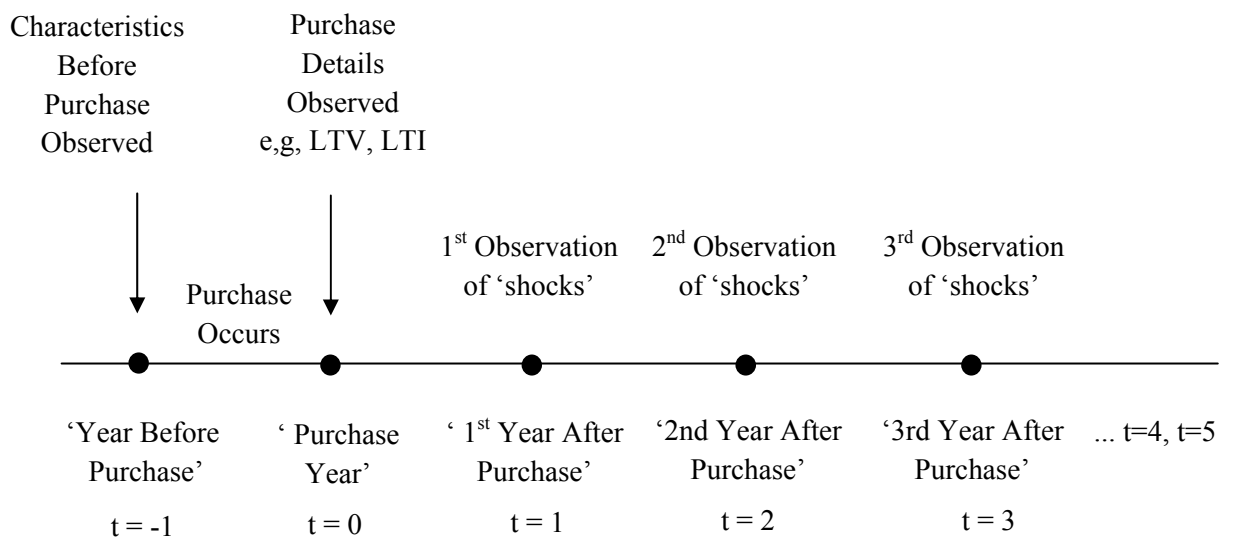 Characteristics
Before
Purchase
Observed
Purchase
Details
Observed
e,g, LTV, LTI
Purchase
Occurs
1st Observation
of ‘shocks’
2nd Observation
of ‘shocks’
3rd Observation
of ‘shocks’
‘Year Before
Purchase’
t = -1
‘ Purchase
Year’
t = 0
‘ 1st Year After
Purchase’
t = 1
‘2nd Year After
Purchase’
t = 2
‘3rd Year After
Purchase’
t = 3
... t=4, t=5